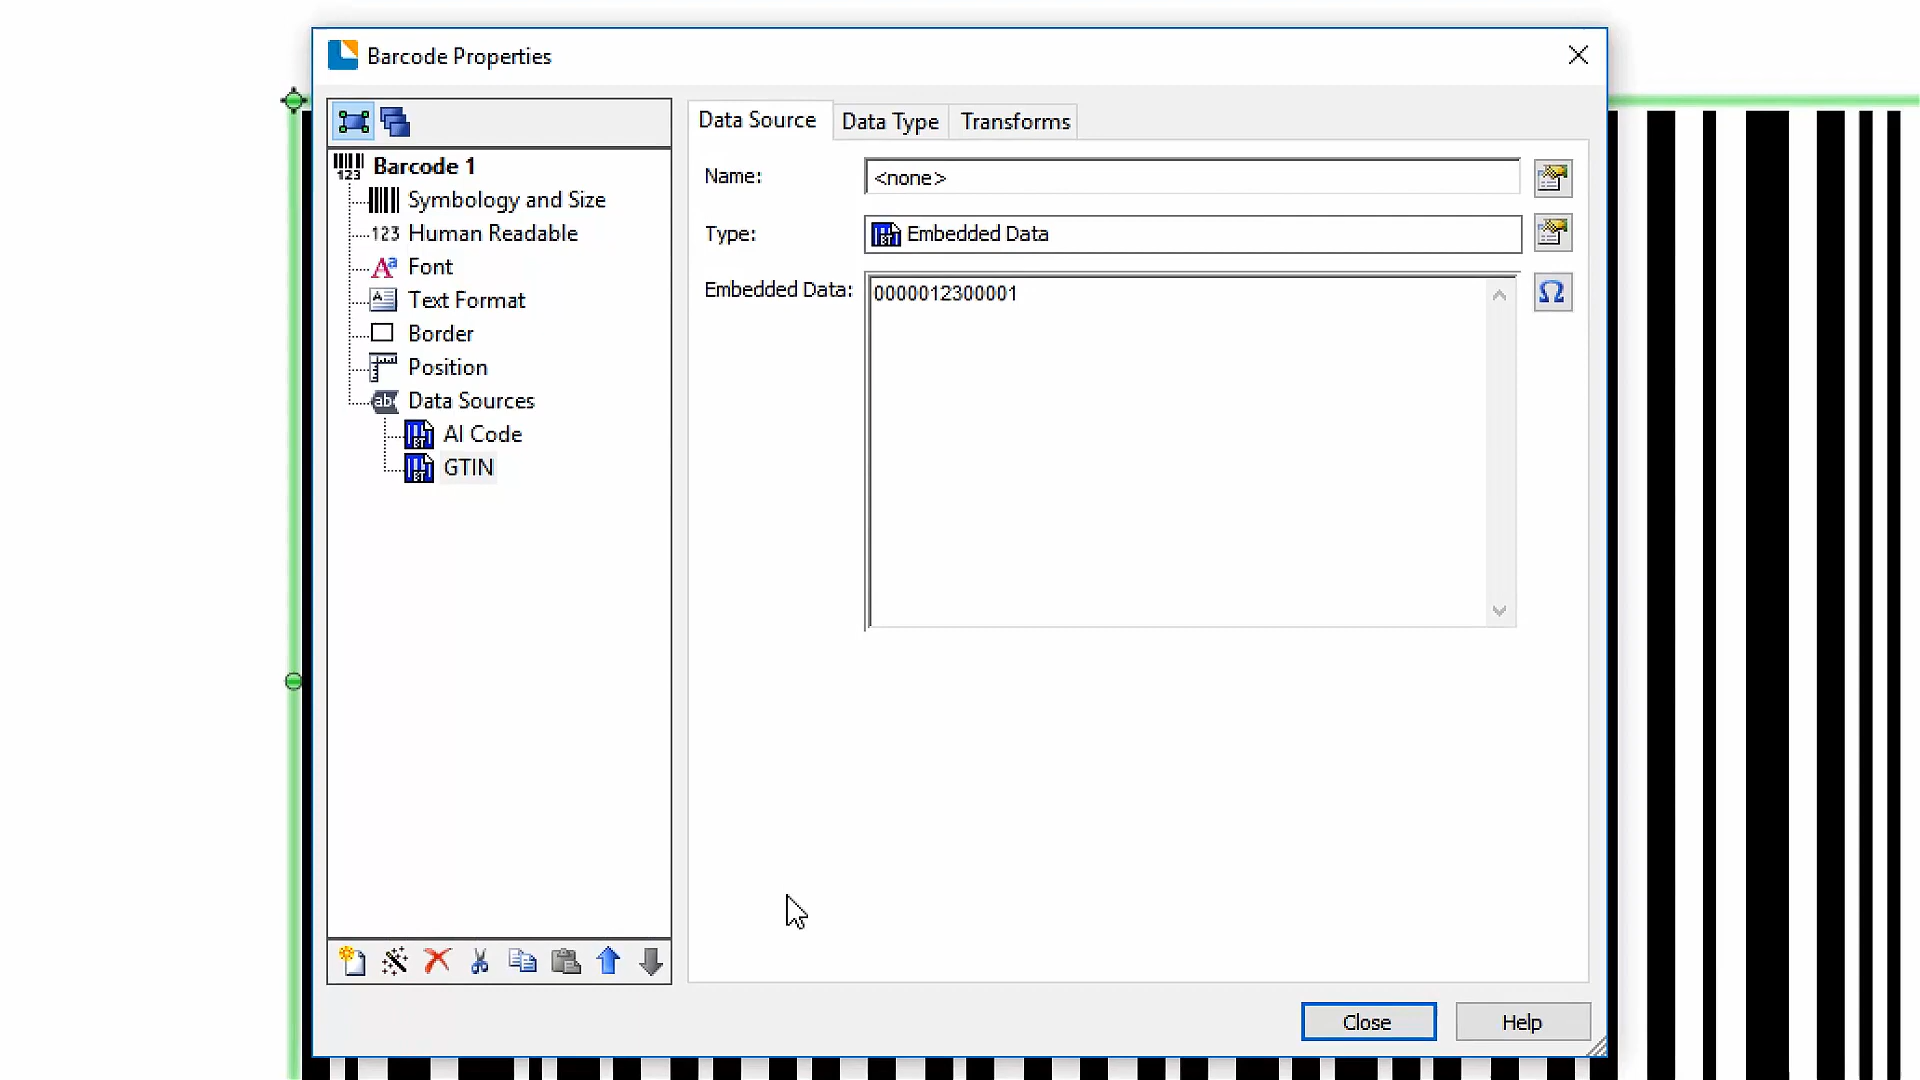 Barcode Properties
Barcode 1
Symbology and Size
123 Human Readable
Font
Text Format
Border
Position
Data Sources
AI Code
GTIN
Data Source
Data Type
Transforms
Name:
<none>
Type:
Embedded Data
Embedded Data:
0000012300001
Close
Help